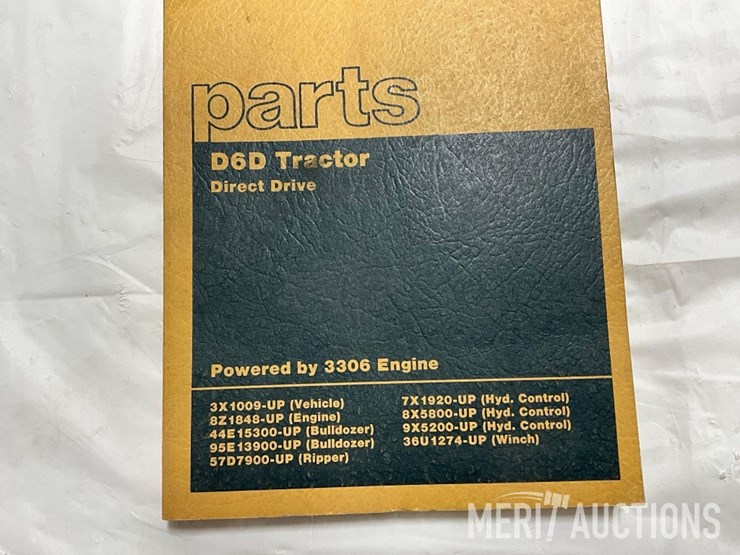 parts
D6D Tractor
Direct Drive
Powered by 3306 Engine
3X1009-UP (Vehicle)
8Z1848-UP (Engine)
44E15300-UP (Bulldozer)
95E13900-UP (Bulldozer)
57D7900-UP (Ripper)
7X1920-UP (Hyd. Control)
8X5800-UP (Hyd. Control)
9X5200-UP (Hyd. Control)
36U1274-UP (Winch)
MERIT AUCTIONS